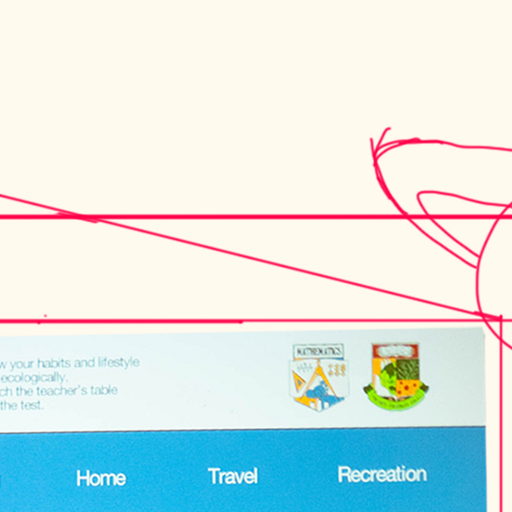 w your habits and lifestyle
ecologically.
ch the teacher's table
the test.
MATHEMATICS
Home
Travel
Recreation